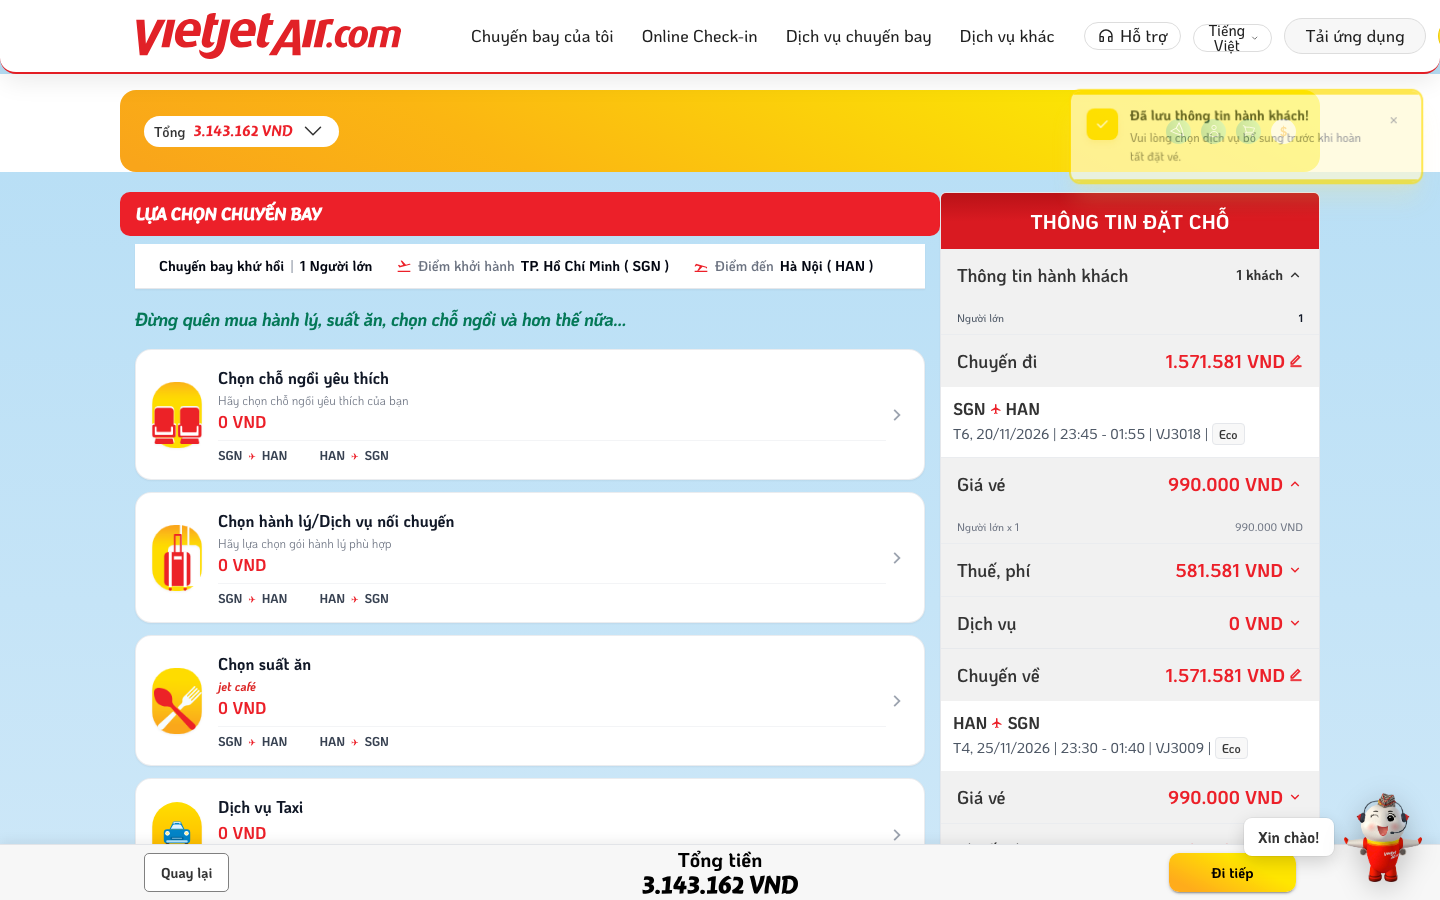 vietjetAir.com
Chuyến bay của tôi
Online Check-in
Dịch vụ chuyến bay
Dịch vụ khác
Hỗ trợ
Tiếng Việt
Tải ứng dụng
Tổng 3.143.162 VND
Đã lưu thông tin hành khách!
Vui lòng chọn dịch vụ bổ sung trước khi hoàn
tất đặt vé.
LỰA CHỌN CHUYẾN BAY
Chuyến bay khứ hồi | 1 Người lớn
Điểm khởi hành TP. Hồ Chí Minh ( SGN )
Điểm đến Hà Nội ( HAN )
Đừng quên mua hành lý, suất ăn, chọn chỗ ngồi và hơn thế nữa...
Chọn chỗ ngồi yêu thích
Hãy chọn chỗ ngồi yêu thích của bạn
0 VND
SGN HAN HAN SGN
Chọn hành lý/Dịch vụ nối chuyến
Hãy lựa chọn gói hành lý phù hợp
0 VND
SGN HAN HAN SGN
Chọn suất ăn
jet café
0 VND
SGN HAN HAN SGN
Dịch vụ Taxi
0 VND
THÔNG TIN ĐẶT CHỖ
Thông tin hành khách 1 khách
Người lớn 1
Chuyến đi 1.571.581 VND
SGN HAN
T6, 20/11/2026 | 23:45 - 01:55 | VJ3018 | Eco
Giá vé 990.000 VND
Người lớn x 1 990.000 VND
Thuế, phí 581.581 VND
Dịch vụ 0 VND
Chuyến về 1.571.581 VND
HAN SGN
T4, 25/11/2026 | 23:30 - 01:40 | VJ3009 | Eco
Giá vé 990.000 VND
Xin chào!
Quay lại
Tổng tiền
3.143.162 VND
Đi tiếp